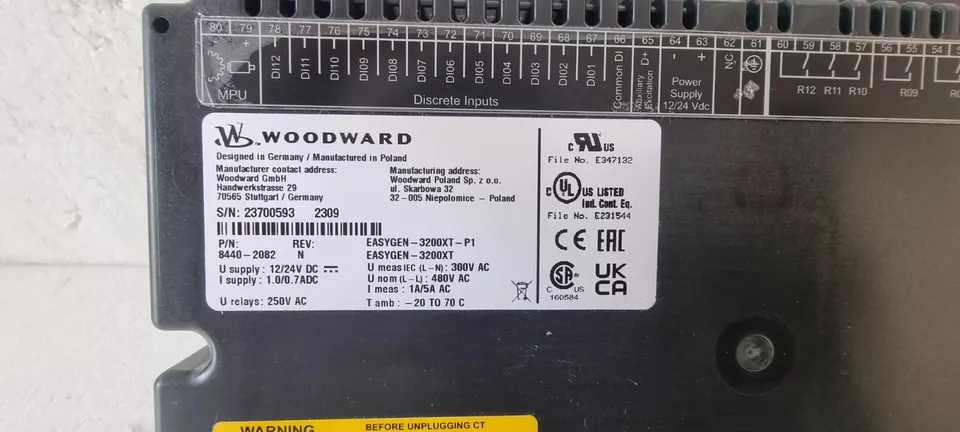 80 79 78 77 76 75 74 73 72 71 70 69 68 67 66 65 64 63 62 61 60 59 58 57 56 55 54
MPU DI12 DI11 DI10 DI09 DI08 DI07 DI06 DI05 DI04 DI03 DI02 DI01 Common DI Auxiliary Excitation D+ - + NC
Discrete Inputs
Power Supply 12/24 Vdc
R12 R11 R10 R09
WOODWARD
Designed in Germany / Manufactured in Poland
Manufacturer contact address:
Woodward GmbH
Handwerkstrasse 29
70565 Stuttgart / Germany
Manufacturing address:
Woodward Poland Sp. z o.o.
ul. Skarbowa 32
32-005 Niepolomice - Poland
S/N: 23700593 2309
P/N: REV: EASYGEN-3200XT-P1
8440-2082 N EASYGEN-3200XT
U supply : 12/24V DC
I supply : 1.0/0.7ADC
U relays: 250V AC
U meas IEC (L-N): 300V AC
U nom (L-L): 480V AC
I meas : 1A/5A AC
T amb : -20 TO 70 C
C RU US
File No. E347132
C UL US LISTED
Ind. Cont. Eq.
File No. E231544
CE EAC
SA
C US
160584
UK
CA
WARNING
BEFORE UNPLUGGING CT